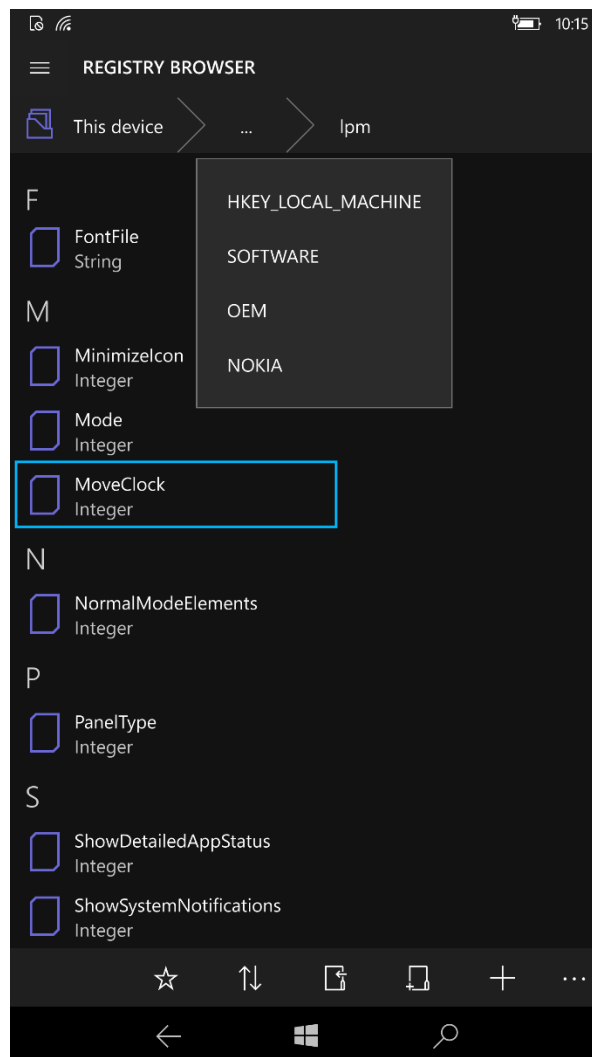 10:15
REGISTRY BROWSER
This device
...
lpm
HKEY_LOCAL_MACHINE
SOFTWARE
OEM
NOKIA
F
FontFile
String
M
MinimizeIcon
Integer
Mode
Integer
MoveClock
Integer
N
NormalModeElements
Integer
P
PanelType
Integer
S
ShowDetailedAppStatus
Integer
ShowSystemNotifications
Integer